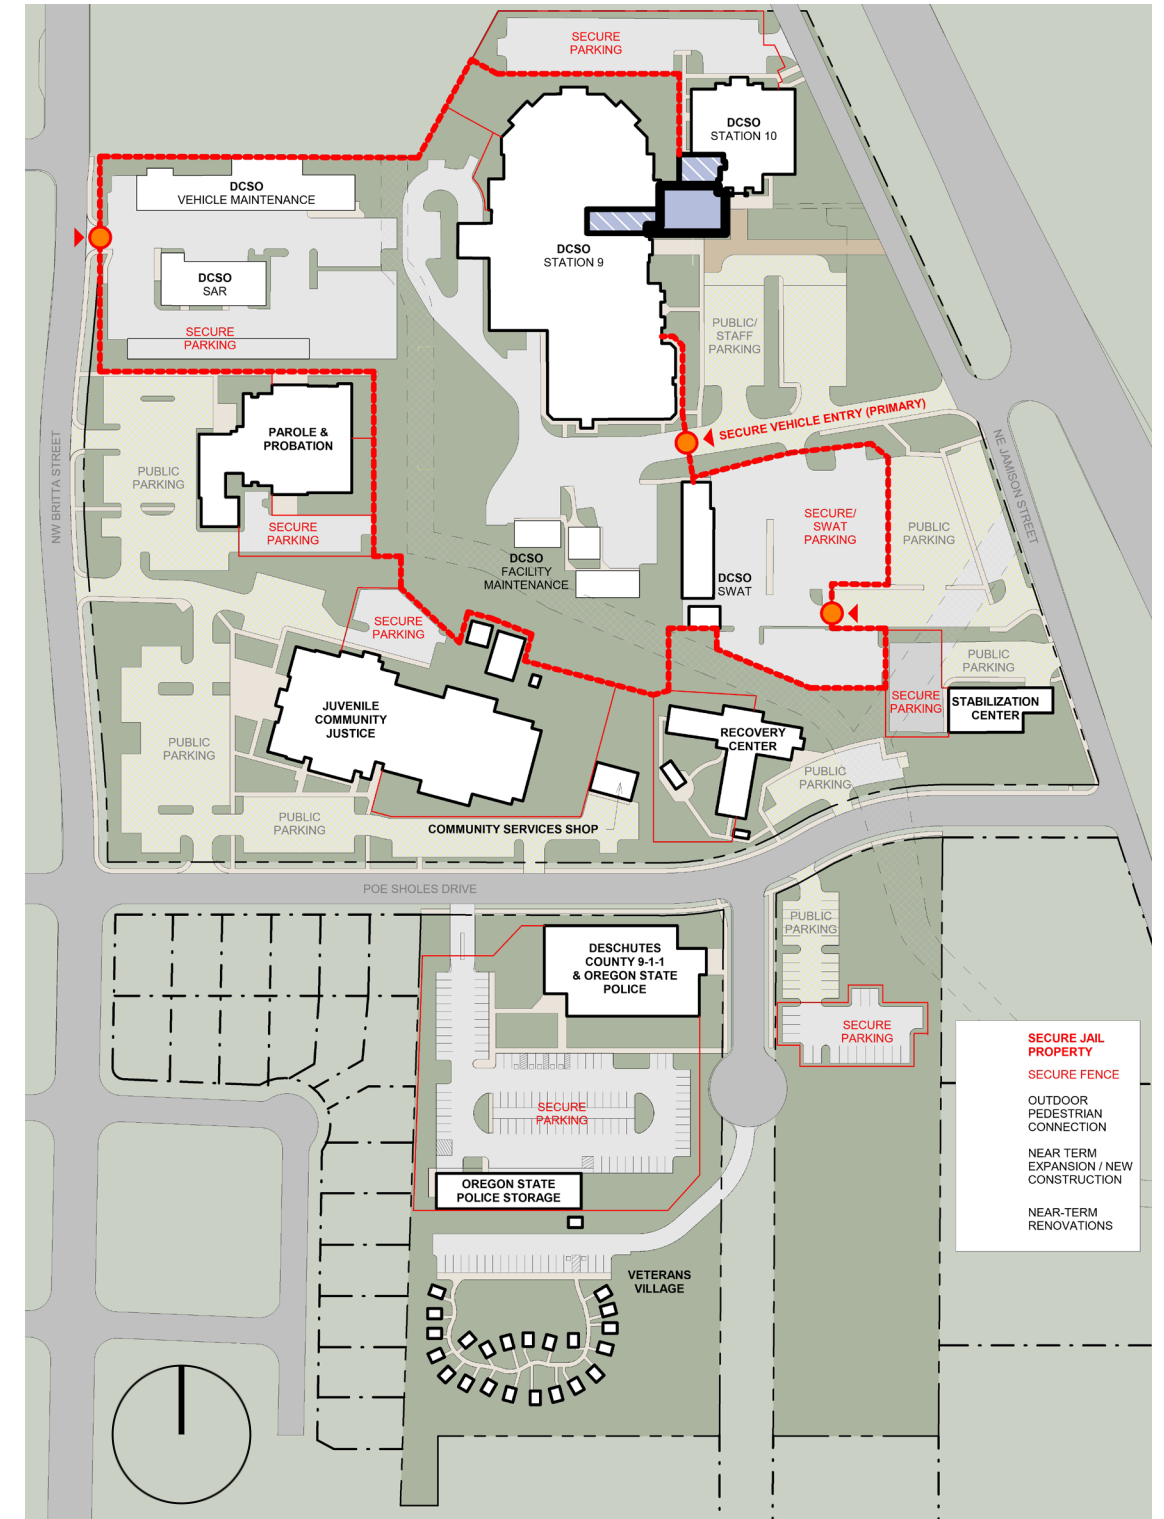 SECURE
PARKING
DCSO
STATION 10
DCSO
VEHICLE MAINTENANCE
DCSO
STATION 9
DCSO
SAR
SECURE
PARKING
PUBLIC/
STAFF
PARKING
SECURE VEHICLE ENTRY (PRIMARY)
NW BRITTA STREET
PAROLE &
PROBATION
PUBLIC
PARKING
SECURE
PARKING
NE JAMISON STREET
SECURE/
SWAT
PARKING
PUBLIC
PARKING
DCSO
FACILITY
MAINTENANCE
DCSO
SWAT
SECURE
PARKING
PUBLIC
PARKING
SECURE
PARKING
STABILIZATION
CENTER
JUVENILE
COMMUNITY
JUSTICE
RECOVERY
CENTER
PUBLIC
PARKING
PUBLIC
PARKING
PUBLIC
PARKING
COMMUNITY SERVICES SHOP
POE SHOLES DRIVE
PUBLIC
PARKING
DESCHUTES
COUNTY 9-1-1
& OREGON STATE
POLICE
SECURE
PARKING
SECURE
PARKING
OREGON STATE
POLICE STORAGE
VETERANS
VILLAGE
SECURE JAIL
PROPERTY
SECURE FENCE
OUTDOOR
PEDESTRIAN
CONNECTION
NEAR TERM
EXPANSION / NEW
CONSTRUCTION
NEAR-TERM
RENOVATIONS